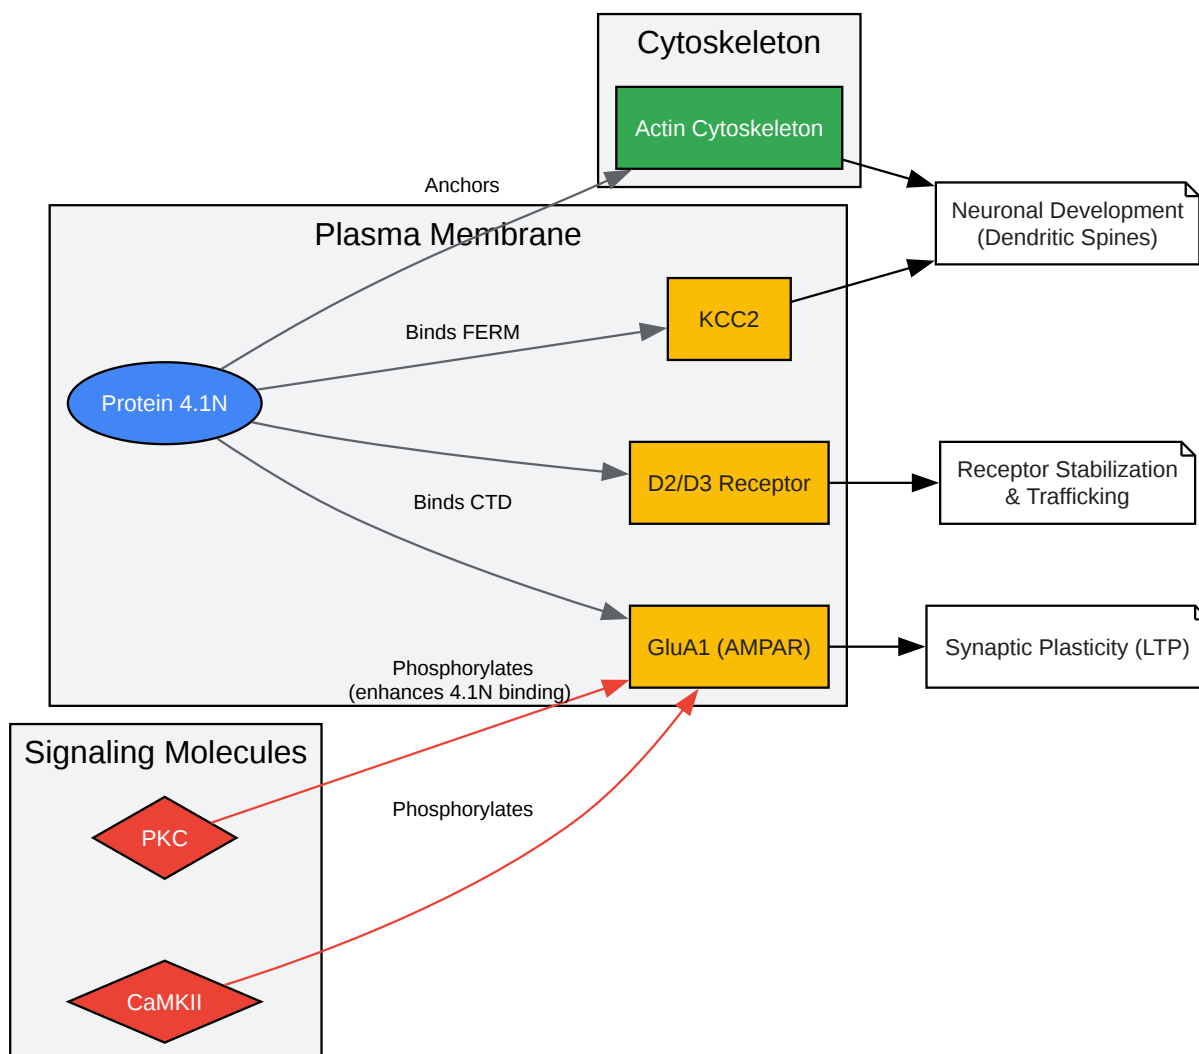 Cytoskeleton
Actin Cytoskeleton
Anchors
Neuronal Development
(Dendritic Spines)
Plasma Membrane
KCC2
Binds FERM
Protein 4.1N
D2/D3 Receptor
Receptor Stabilization
& Trafficking
Binds CTD
GluA1 (AMPAR)
Synaptic Plasticity (LTP)
Phosphorylates
(enhances 4.1N binding)
Signaling Molecules
Phosphorylates
PKC
CaMKII